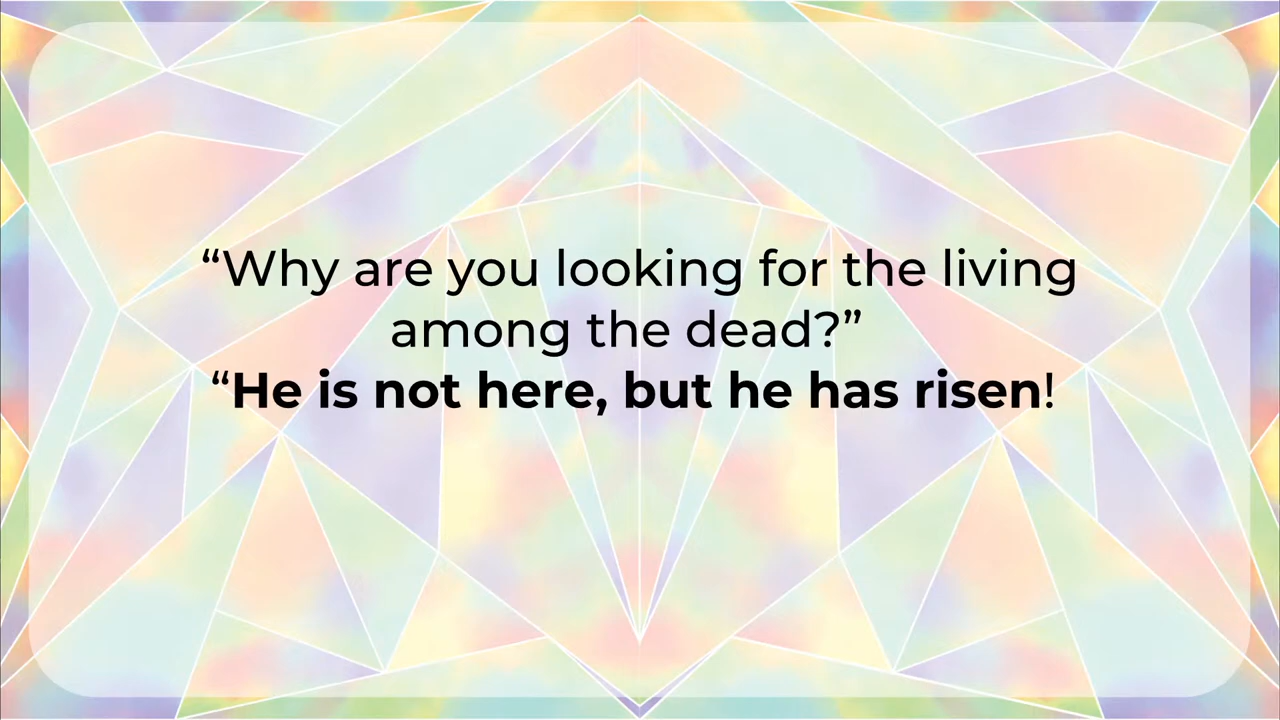 “Why are you looking for the living
among the dead?”
“He is not here, but he has risen!